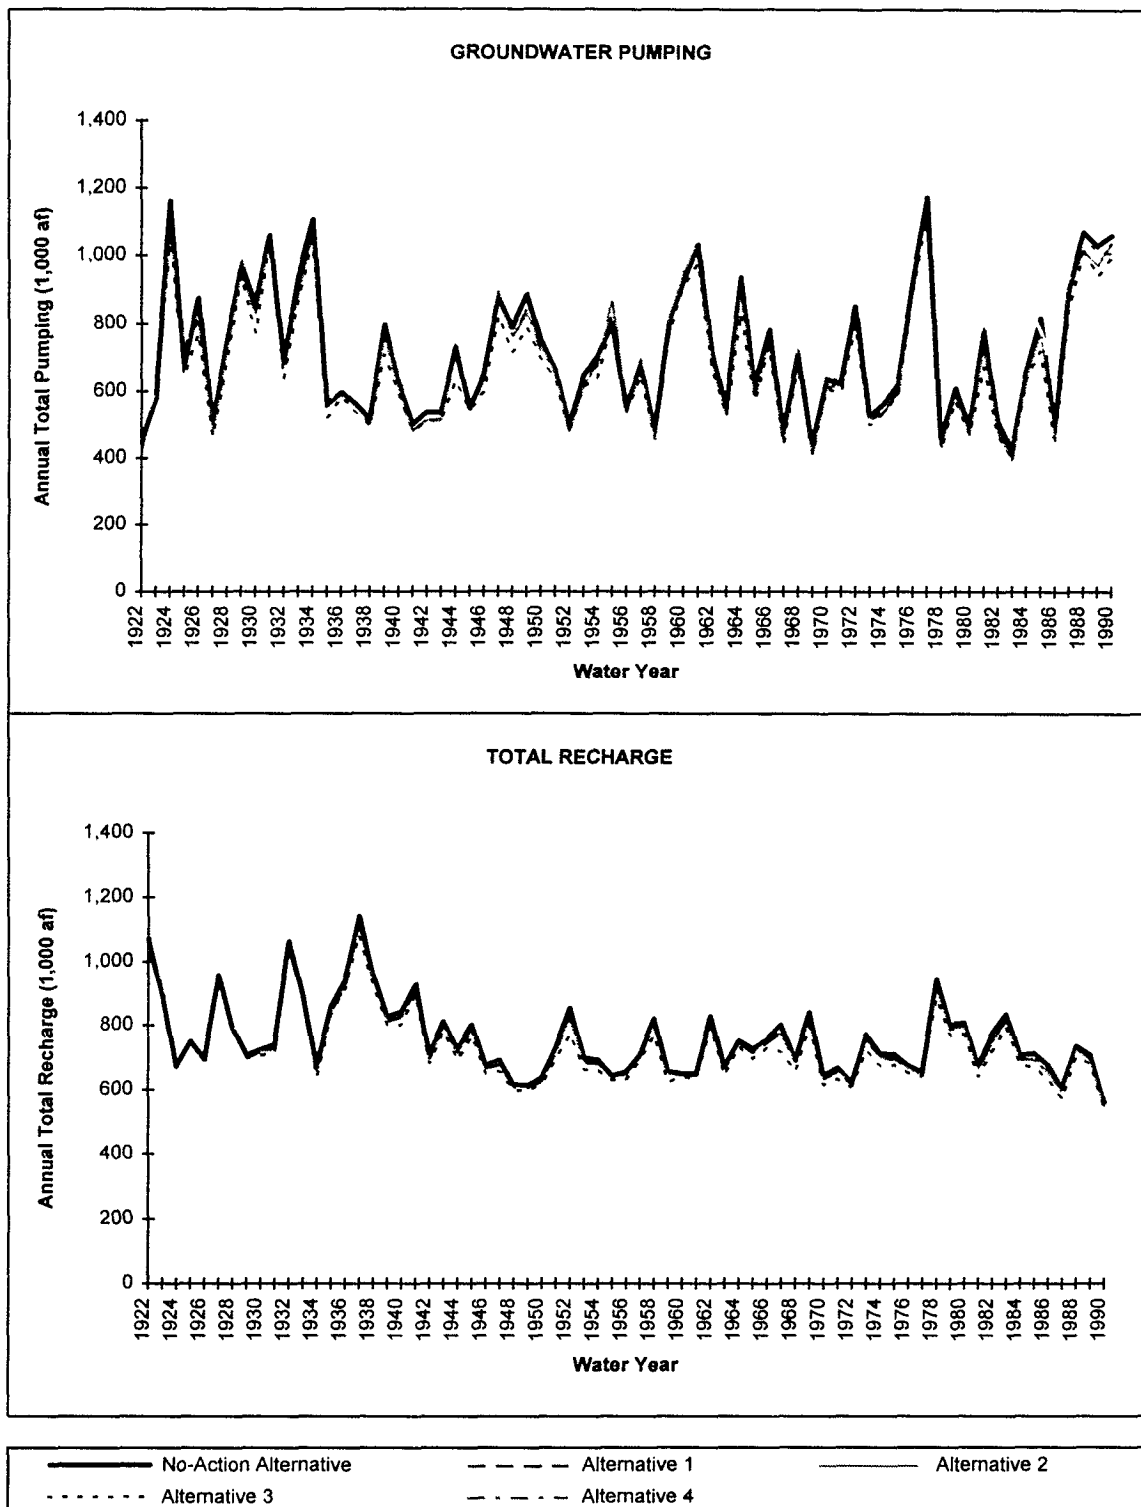 GROUNDWATER PUMPING
Annual Total Pumping (1,000 af)
1,400
1,200
1,000
800
600
400
200
0
1922 1924 1926 1928 1930 1932 1934 1936 1938 1940 1942 1944 1946 1948 1950 1952 1954 1956 1958 1960 1962 1964 1966 1968 1970 1972 1974 1976 1978 1980 1982 1984 1986 1988 1990
Water Year
TOTAL RECHARGE
Annual Total Recharge (1,000 af)
1,400
1,200
1,000
800
600
400
200
0
1922 1924 1926 1928 1930 1932 1934 1936 1938 1940 1942 1944 1946 1948 1950 1952 1954 1956 1958 1960 1962 1964 1966 1968 1970 1972 1974 1976 1978 1980 1982 1984 1986 1988 1990
Water Year
No-Action Alternative Alternative 1 Alternative 2
Alternative 3 Alternative 4